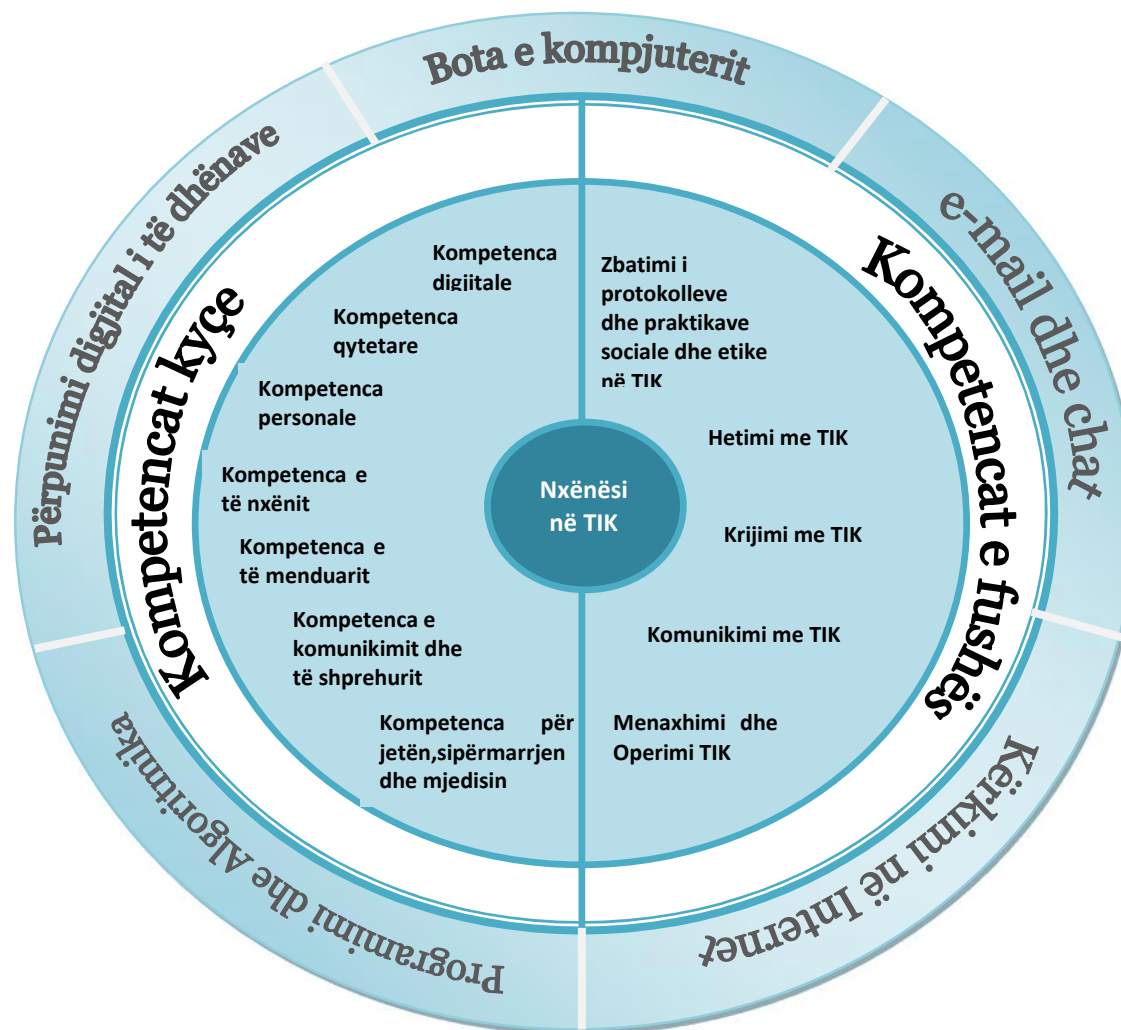 Bota e kompjuterit
e-mail dhe chat
Kërkimi në Internet
Programimi dhe Algoritmika
Përpunimi digjital i të dhënave
Kompetencat kyçe
Kompetencat e fushës
Kompetenca
digjitale
Kompetenca
qytetare
Kompetenca
personale
Kompetenca e
të nxënit
Kompetenca e
të menduarit
Kompetenca e
komunikimit dhe
të shprehurit
Kompetenca për
jetën,sipërmarrjen
dhe mjedisin
Nxënësi
në TIK
Zbatimi i
protokolleve
dhe praktikave
sociale dhe etike
në TIK
Hetimi me TIK
Krijimi me TIK
Komunikimi me TIK
Menaxhimi dhe
Operimi TIK